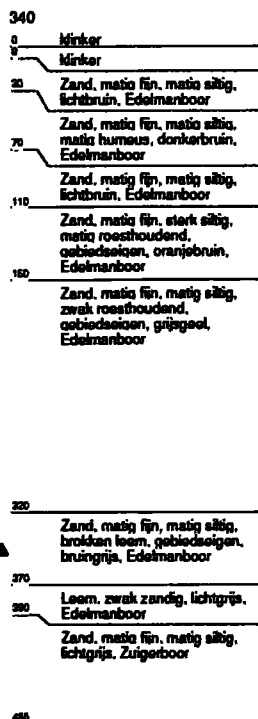 340
0
klinker
8
klinker
20
Zand, matig fijn, matig siltig,
lichtbruin, Edelmanboor
Zand, matig fijn, matig siltig,
matig humeus, donkerbruin,
Edelmanboor
70
Zand, matig fijn, matig siltig,
lichtbruin, Edelmanboor
110
Zand, matig fijn, sterk siltig,
matig roesthoudend,
gebiedseigen, oranjebruin,
Edelmanboor
160
Zand, matig fijn, matig siltig,
zwak roesthoudend,
gebiedseigen, grijsgeel,
Edelmanboor
320
Zand, matig fijn, matig siltig,
brokken leem, gebiedseigen,
bruingrijs, Edelmanboor
370
Leem, zwak zandig, lichtgrijs,
Edelmanboor
Zand, matig fijn, matig siltig,
lichtgrijs, Zuigerboor